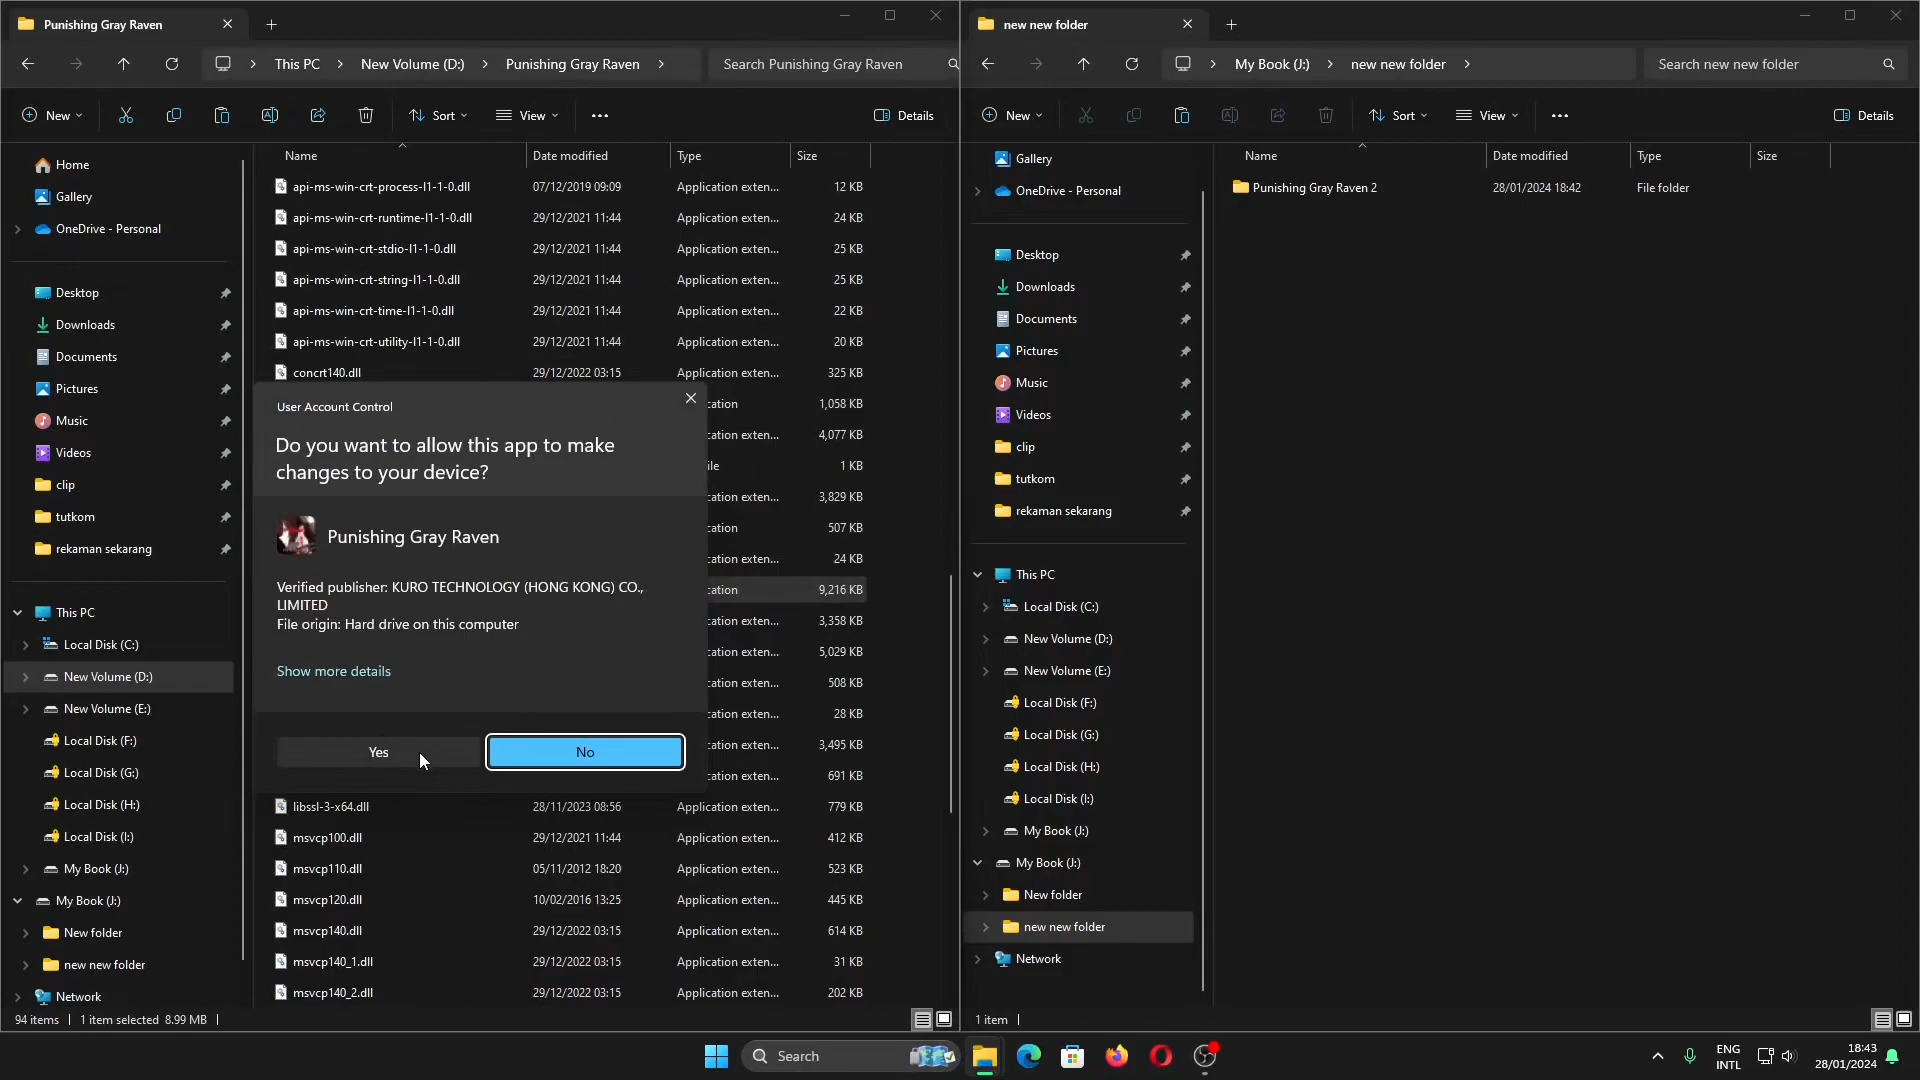 Punishing Gray Raven
This PC
New Volume (D:)
Punishing Gray Raven
Search Punishing Gray Raven
New
Sort
View
Details
Home
Gallery
OneDrive - Personal
Desktop
Downloads
Documents
Pictures
Music
Videos
clip
tutkom
rekaman sekarang
This PC
Local Disk (C:)
New Volume (D:)
New Volume (E:)
Local Disk (F:)
Local Disk (G:)
Local Disk (H:)
Local Disk (I:)
My Book (J:)
My Book (J:)
New folder
new new folder
Network
Name Date modified Type Size
api-ms-win-crt-process-l1-1-0.dll 07/12/2019 09:09 Application exten... 12 KB
api-ms-win-crt-runtime-l1-1-0.dll 29/12/2021 11:44 Application exten... 24 KB
api-ms-win-crt-stdio-l1-1-0.dll 29/12/2021 11:44 Application exten... 25 KB
api-ms-win-crt-string-l1-1-0.dll 29/12/2021 11:44 Application exten... 25 KB
api-ms-win-crt-time-l1-1-0.dll 29/12/2021 11:44 Application exten... 22 KB
api-ms-win-crt-utility-l1-1-0.dll 29/12/2021 11:44 Application exten... 20 KB
concrt140.dll 29/12/2022 03:15 Application exten... 325 KB
cation 1,058 KB
cation exten... 4,077 KB
ile 1 KB
cation exten... 3,829 KB
cation 507 KB
cation exten... 24 KB
cation 9,216 KB
cation exten... 3,358 KB
cation exten... 5,029 KB
cation exten... 508 KB
cation exten... 28 KB
cation exten... 3,495 KB
cation exten... 691 KB
libssl-3-x64.dll 28/11/2023 08:56 Application exten... 779 KB
msvcp100.dll 29/12/2021 11:44 Application exten... 412 KB
msvcp110.dll 05/11/2012 18:20 Application exten... 523 KB
msvcp120.dll 10/02/2016 13:25 Application exten... 445 KB
msvcp140.dll 29/12/2022 03:15 Application exten... 614 KB
msvcp140_1.dll 29/12/2022 03:15 Application exten... 31 KB
msvcp140_2.dll 29/12/2022 03:15 Application exten... 202 KB
User Account Control
Do you want to allow this app to make
changes to your device?
Punishing Gray Raven
Verified publisher: KURO TECHNOLOGY (HONG KONG) CO.,
LIMITED
File origin: Hard drive on this computer
Show more details
Yes
No
94 items
1 item selected 8.99 MB
new new folder
My Book (J:)
new new folder
Search new new folder
New
Sort
View
Details
Gallery
OneDrive - Personal
Desktop
Downloads
Documents
Pictures
Music
Videos
clip
tutkom
rekaman sekarang
This PC
Local Disk (C:)
New Volume (D:)
New Volume (E:)
Local Disk (F:)
Local Disk (G:)
Local Disk (H:)
Local Disk (I:)
My Book (J:)
My Book (J:)
New folder
new new folder
Network
Name Date modified Type Size
Punishing Gray Raven 2 28/01/2024 18:42 File folder
1 item
Search
ENG
INTL
18:43
28/01/2024